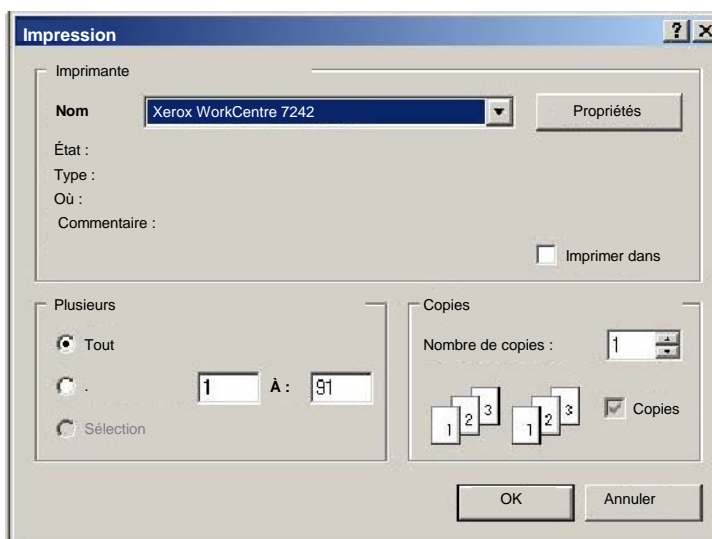 Impression
Imprimante
Nom Xerox WorkCentre 7242 Propriétés
État :
Type :
Où :
Commentaire :
Imprimer dans
Plusieurs
Tout
. 1 À : 91
Sélection
Copies
Nombre de copies : 1
1 2 3 1 2 3 Copies
OK Annuler